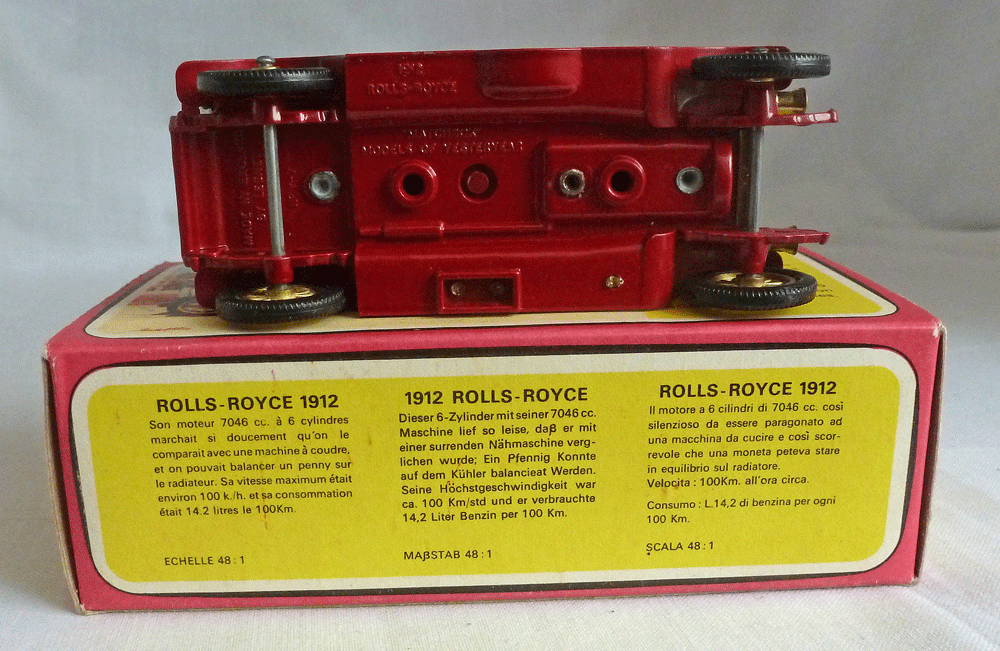 1912
ROLLS-ROYCE
"MATCHBOX"
MODELS OF YESTERYEAR
ROLLS-ROYCE 1912
Son moteur 7046 cc. à 6 cylindres
marchait si doucement qu'on le
comparait avec une machine à coudre,
et on pouvait balancer un penny sur
le radiateur. Sa vitesse maximum était
environ 100 k./h. et sa consommation
était 14.2 litres le 100Km.
ECHELLE 48 : 1
1912 ROLLS-ROYCE
Dieser 6-Zylinder mit seiner 7046 cc.
Maschine lief so leise, daß er mit
einer surrenden Nähmaschine verg-
lichen wurde; Ein Pfennig Konnte
auf dem Kühler balancieat Werden.
Seine Höchstgeschwindigkeit war
ca. 100 Km/std und er verbrauchte
14,2 Liter Benzin per 100 Km.
MAßSTAB 48 : 1
ROLLS-ROYCE 1912
Il motore a 6 cilindri di 7046 cc. così
silenzioso da essere paragonato ad
una macchina da cucire e così scor-
revole che una moneta peteva stare
in equilibrio sul radiatore.
Velocita : 100Km. all'ora circa.
Consumo : L.14,2 di benzina per ogni
100 Km.
SCALA 48 : 1